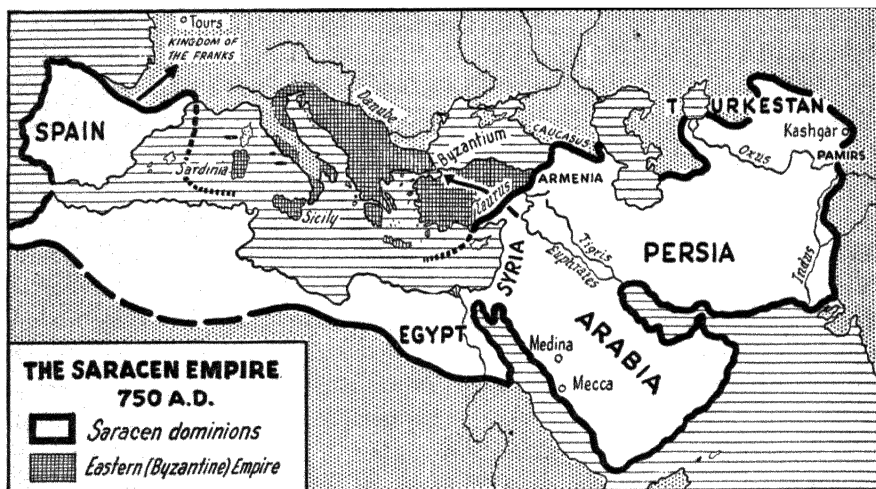 Tours
KINGDOM OF
THE FRANKS
SPAIN
Sardinia
Sicily
Danube
Byzantium
CAUCASUS
Taurus
ARMENIA
TURKESTAN
Kashgar
Oxus
PAMIRS
SYRIA
Tigris
Euphrates
PERSIA
Indus
EGYPT
ARABIA
Medina
Mecca
THE SARACEN EMPIRE
750 A.D.
Saracen dominions
Eastern (Byzantine) Empire